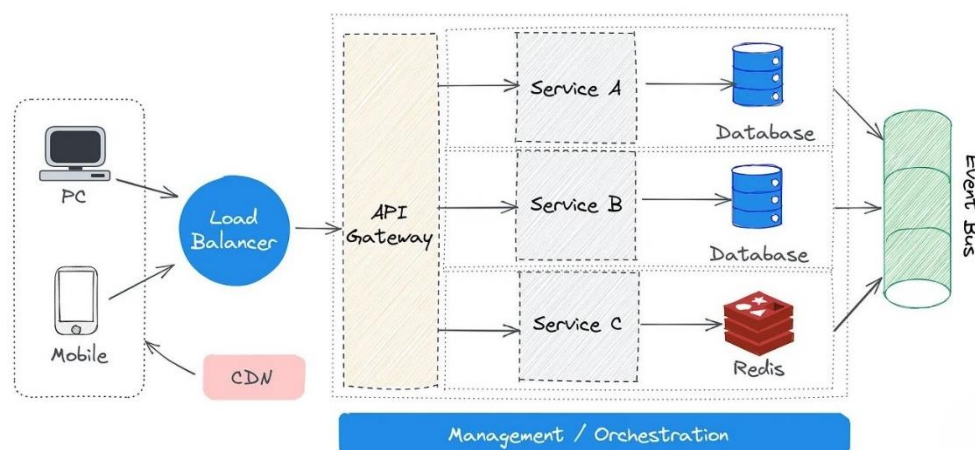 PC
Mobile
CDN
Load
Balancer
API
Gateway
Service A
Database
Service B
Database
Service C
Redis
Event Bus
Management / Orchestration